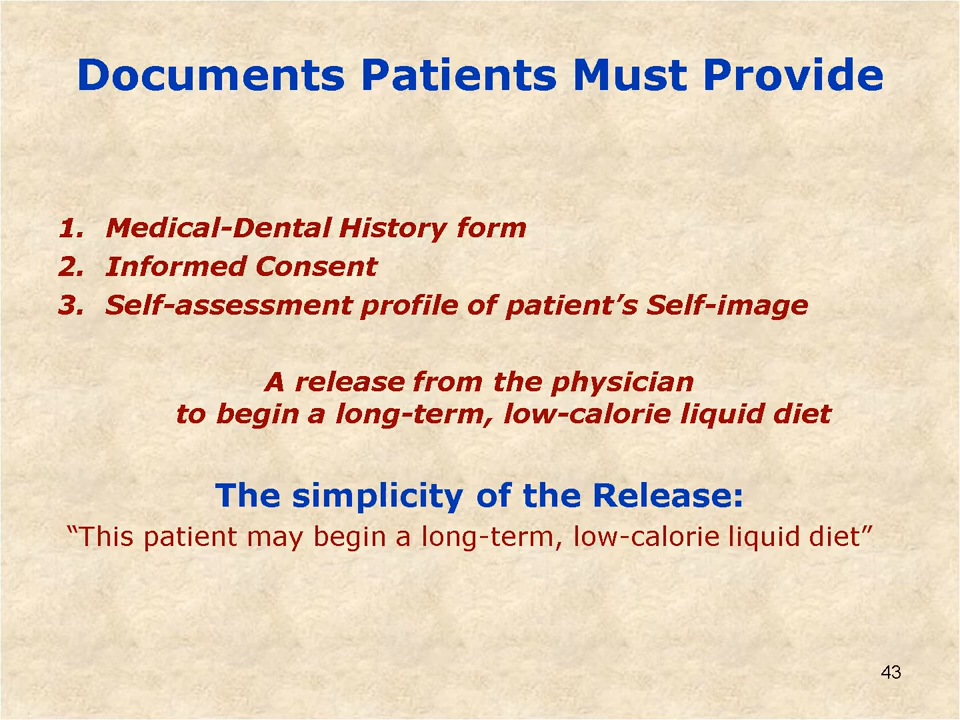 Documents Patients Must Provide
1. Medical-Dental History form
2. Informed Consent
3. Self-assessment profile of patient’s Self-image
A release from the physician
to begin a long-term, low-calorie liquid diet
The simplicity of the Release:
“This patient may begin a long-term, low-calorie liquid diet”
43